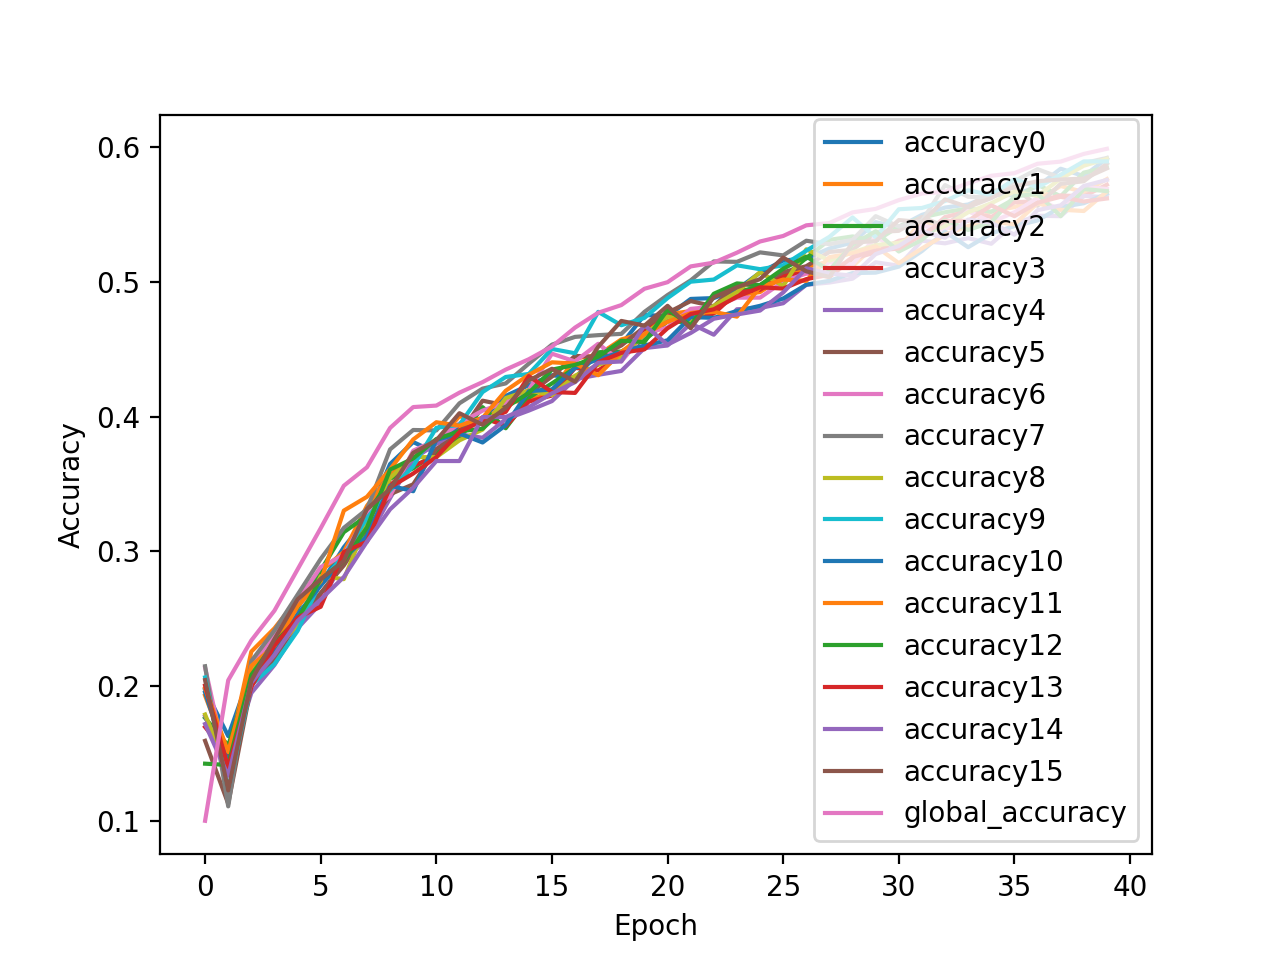 0.6
0.5
0.4
0.3
0.2
0.1
Accuracy
accuracy0
accuracy1
accuracy2
accuracy3
accuracy4
accuracy5
accuracy6
accuracy7
accuracy8
accuracy9
accuracy10
accuracy11
accuracy12
accuracy13
accuracy14
accuracy15
global_accuracy
0 5 10 15 20 25 30 35 40
Epoch